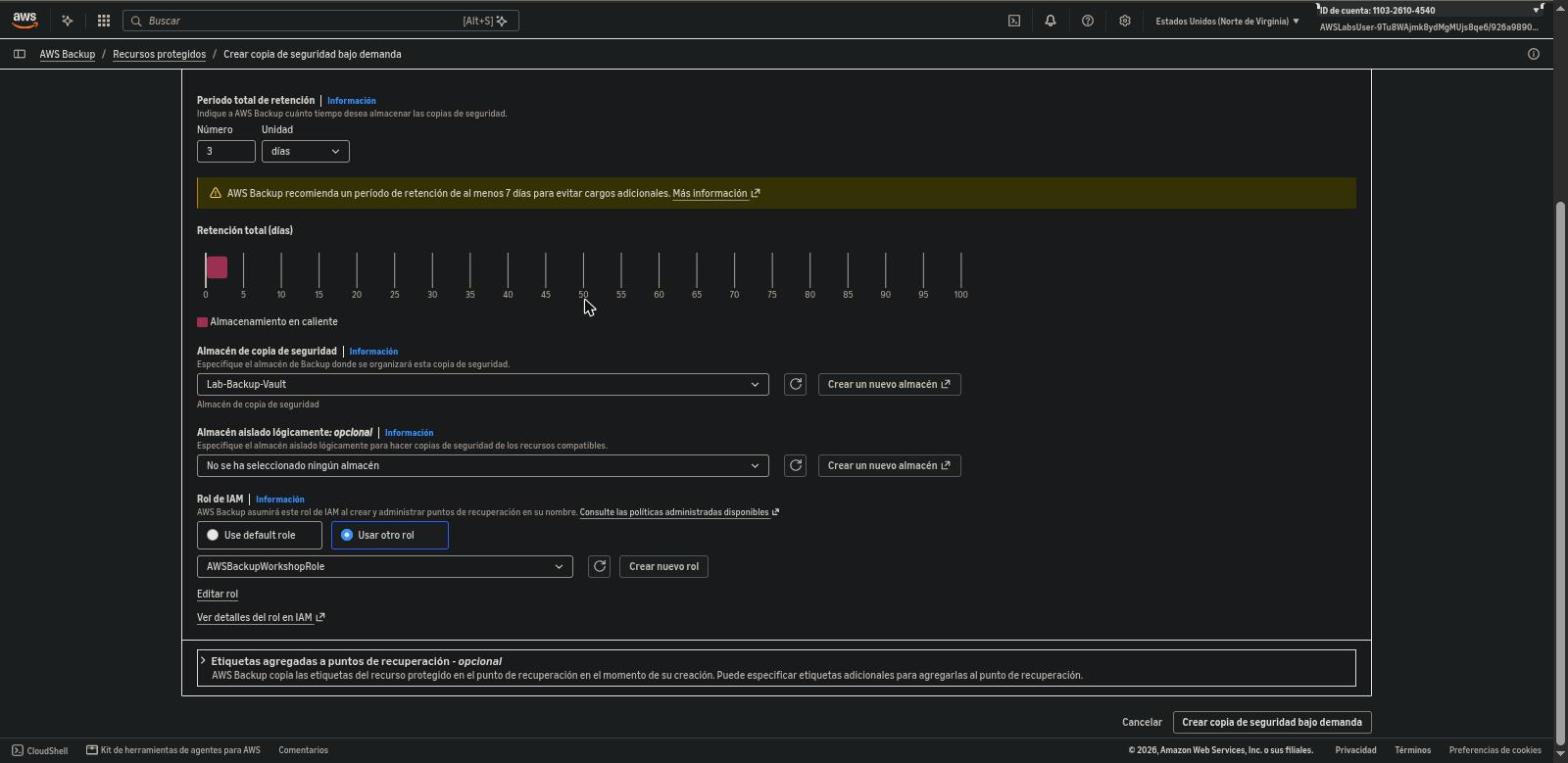 aws
Buscar [Alt+S]
Estados Unidos (Norte de Virginia)
ID de cuenta: 1103-2610-4540
AWSLabsUser-9Tu8WAjmk8ydMgMUjs8qe6/926a9890...
AWS Backup / Recursos protegidos / Crear copia de seguridad bajo demanda
Periodo total de retención | Información
Indique a AWS Backup cuánto tiempo desea almacenar las copias de seguridad.
Número Unidad
3 días
AWS Backup recomienda un período de retención de al menos 7 días para evitar cargos adicionales. Más información
Retención total (días)
0 5 10 15 20 25 30 35 40 45 50 55 60 65 70 75 80 85 90 95 100
Almacenamiento en caliente
Almacén de copia de seguridad | Información
Especifique el almacén de Backup donde se organizará esta copia de seguridad.
Lab-Backup-Vault Crear un nuevo almacén
Almacén de copia de seguridad
Almacén aislado lógicamente: opcional | Información
Especifique el almacén aislado lógicamente para hacer copias de seguridad de los recursos compatibles.
No se ha seleccionado ningún almacén Crear un nuevo almacén
Rol de IAM | Información
AWS Backup asumirá este rol de IAM al crear y administrar puntos de recuperación en su nombre. Consulte las políticas administradas disponibles
Use default role Usar otro rol
AWSBackupWorkshopRole Crear nuevo rol
Editar rol
Ver detalles del rol en IAM
Etiquetas agregadas a puntos de recuperación - opcional
AWS Backup copia las etiquetas del recurso protegido en el punto de recuperación en el momento de su creación. Puede especificar etiquetas adicionales para agregarlas al punto de recuperación.
Cancelar Crear copia de seguridad bajo demanda
CloudShell Kit de herramientas de agentes para AWS Comentarios © 2026, Amazon Web Services, Inc. o sus filiales. Privacidad Términos Preferencias de cookies